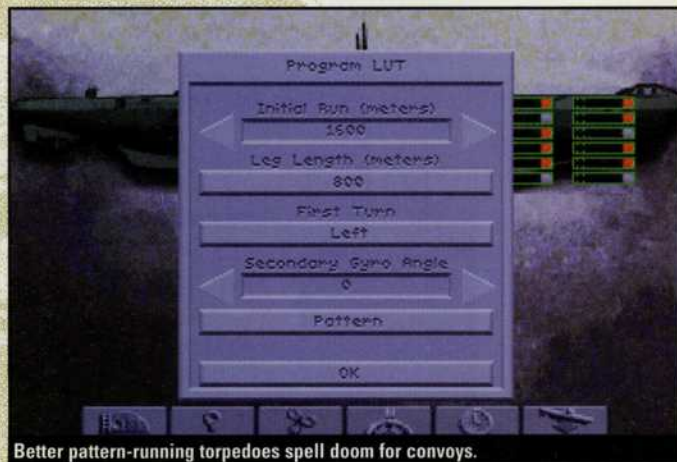 Program LUT
Initial Run (meters)
1600
Leg Length (meters)
800
First Turn
Left
Secondary Gyro Angle
0
Pattern
OK
Better pattern-running torpedoes spell doom for convoys.